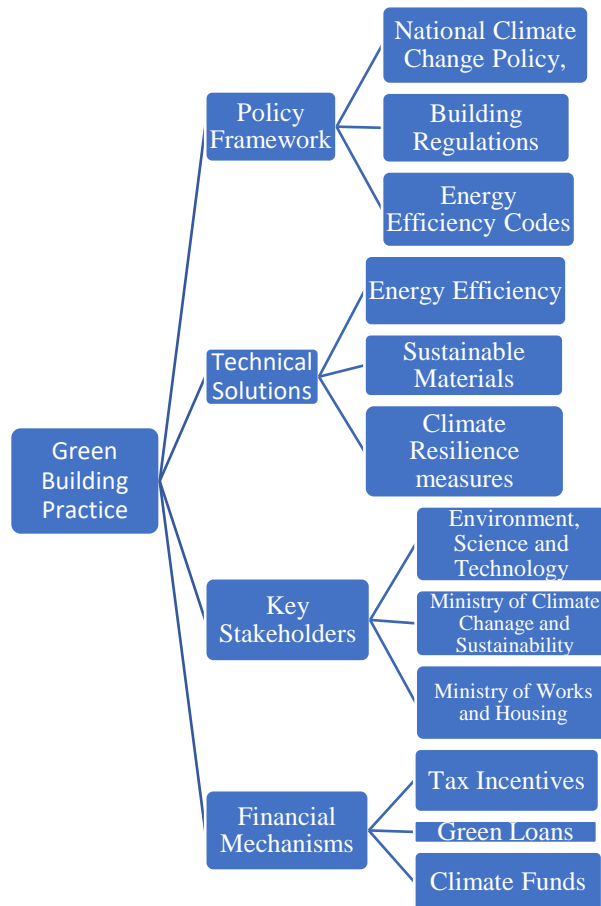 National Climate
Change Policy,
Policy
Framework
Building
Regulations
Energy
Efficiency Codes
Energy Efficiency
Technical
Solutions
Sustainable
Materials
Climate
Resilience
measures
Green
Building
Practice
Environment,
Science and
Technology
Key
Stakeholders
Ministry of Climate
Chanage and
Sustainability
Ministry of Works
and Housing
Tax Incentives
Financial
Mechanisms
Green Loans
Climate Funds